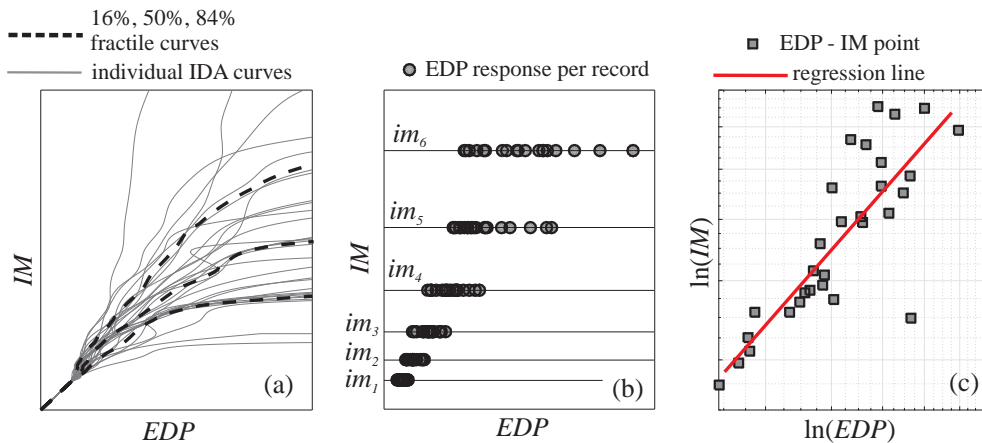 16%, 50%, 84%
fractile curves
individual IDA curves
IM
EDP
(a)
EDP response per record
im6
im5
im4
im3
im2
im1
IM
EDP
(b)
EDP - IM point
regression line
ln(IM)
ln(EDP)
(c)